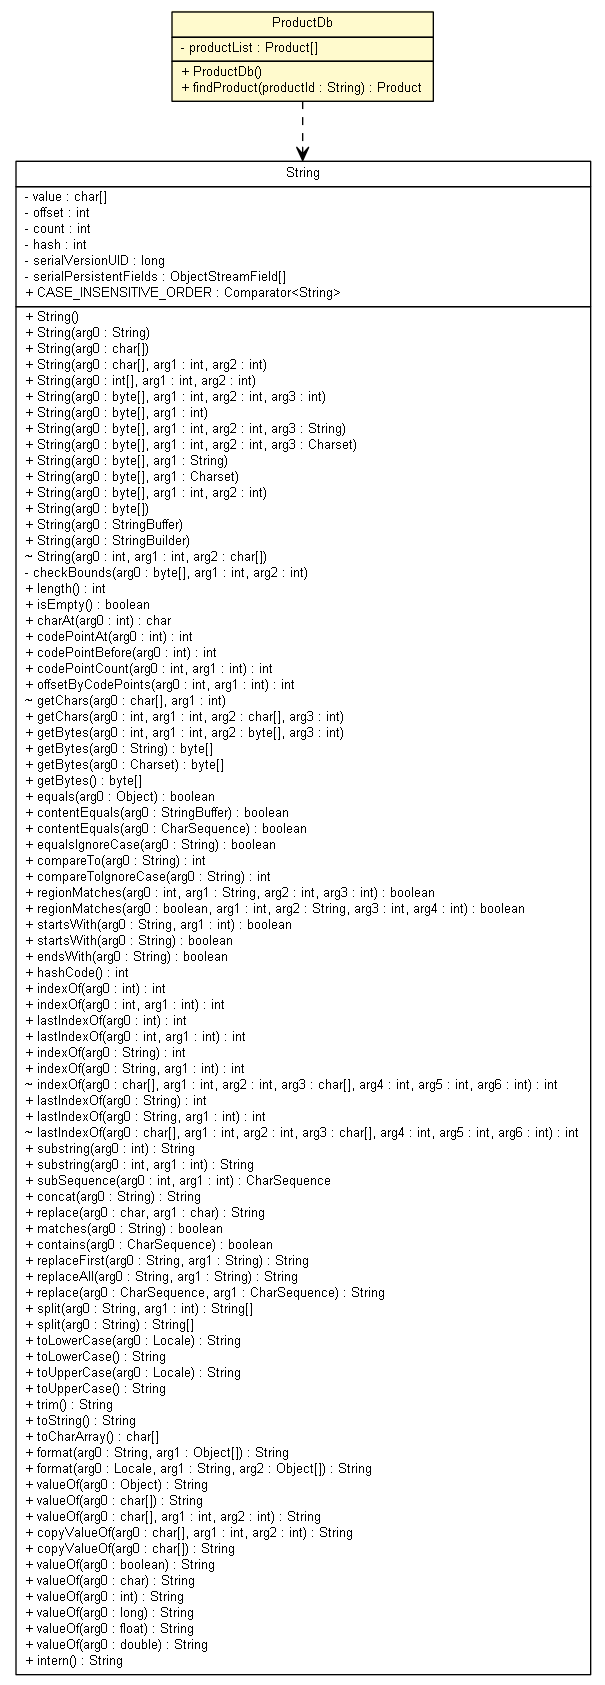 ProductDb
- productList : Product[]
+ ProductDb()
+ findProduct(productId : String) : Product
String
- value : char[]
- offset : int
- count : int
- hash : int
- serialVersionUID : long
- serialPersistentFields : ObjectStreamField[]
+ CASE_INSENSITIVE_ORDER : Comparator<String>
+ String()
+ String(arg0 : String)
+ String(arg0 : char[])
+ String(arg0 : char[], arg1 : int, arg2 : int)
+ String(arg0 : int[], arg1 : int, arg2 : int)
+ String(arg0 : byte[], arg1 : int, arg2 : int, arg3 : int)
+ String(arg0 : byte[], arg1 : int)
+ String(arg0 : byte[], arg1 : int, arg2 : int, arg3 : String)
+ String(arg0 : byte[], arg1 : int, arg2 : int, arg3 : Charset)
+ String(arg0 : byte[], arg1 : String)
+ String(arg0 : byte[], arg1 : Charset)
+ String(arg0 : byte[], arg1 : int, arg2 : int)
+ String(arg0 : byte[])
+ String(arg0 : StringBuffer)
+ String(arg0 : StringBuilder)
~ String(arg0 : int, arg1 : int, arg2 : char[])
- checkBounds(arg0 : byte[], arg1 : int, arg2 : int)
+ length() : int
+ isEmpty() : boolean
+ charAt(arg0 : int) : char
+ codePointAt(arg0 : int) : int
+ codePointBefore(arg0 : int) : int
+ codePointCount(arg0 : int, arg1 : int) : int
+ offsetByCodePoints(arg0 : int, arg1 : int) : int
~ getChars(arg0 : char[], arg1 : int)
+ getChars(arg0 : int, arg1 : int, arg2 : char[], arg3 : int)
+ getBytes(arg0 : int, arg1 : int, arg2 : byte[], arg3 : int)
+ getBytes(arg0 : String) : byte[]
+ getBytes(arg0 : Charset) : byte[]
+ getBytes() : byte[]
+ equals(arg0 : Object) : boolean
+ contentEquals(arg0 : StringBuffer) : boolean
+ contentEquals(arg0 : CharSequence) : boolean
+ equalsIgnoreCase(arg0 : String) : boolean
+ compareTo(arg0 : String) : int
+ compareToIgnoreCase(arg0 : String) : int
+ regionMatches(arg0 : int, arg1 : String, arg2 : int, arg3 : int) : boolean
+ regionMatches(arg0 : boolean, arg1 : int, arg2 : String, arg3 : int, arg4 : int) : boolean
+ startsWith(arg0 : String, arg1 : int) : boolean
+ startsWith(arg0 : String) : boolean
+ endsWith(arg0 : String) : boolean
+ hashCode() : int
+ indexOf(arg0 : int) : int
+ indexOf(arg0 : int, arg1 : int) : int
+ lastIndexOf(arg0 : int) : int
+ lastIndexOf(arg0 : int, arg1 : int) : int
+ indexOf(arg0 : String) : int
+ indexOf(arg0 : String, arg1 : int) : int
~ indexOf(arg0 : char[], arg1 : int, arg2 : int, arg3 : char[], arg4 : int, arg5 : int, arg6 : int) : int
+ lastIndexOf(arg0 : String) : int
+ lastIndexOf(arg0 : String, arg1 : int) : int
~ lastIndexOf(arg0 : char[], arg1 : int, arg2 : int, arg3 : char[], arg4 : int, arg5 : int, arg6 : int) : int
+ substring(arg0 : int) : String
+ substring(arg0 : int, arg1 : int) : String
+ subSequence(arg0 : int, arg1 : int) : CharSequence
+ concat(arg0 : String) : String
+ replace(arg0 : char, arg1 : char) : String
+ matches(arg0 : String) : boolean
+ contains(arg0 : CharSequence) : boolean
+ replaceFirst(arg0 : String, arg1 : String) : String
+ replaceAll(arg0 : String, arg1 : String) : String
+ replace(arg0 : CharSequence, arg1 : CharSequence) : String
+ split(arg0 : String, arg1 : int) : String[]
+ split(arg0 : String) : String[]
+ toLowerCase(arg0 : Locale) : String
+ toLowerCase() : String
+ toUpperCase(arg0 : Locale) : String
+ toUpperCase() : String
+ trim() : String
+ toString() : String
+ toCharArray() : char[]
+ format(arg0 : String, arg1 : Object[]) : String
+ format(arg0 : Locale, arg1 : String, arg2 : Object[]) : String
+ valueOf(arg0 : Object) : String
+ valueOf(arg0 : char[]) : String
+ valueOf(arg0 : char[], arg1 : int, arg2 : int) : String
+ copyValueOf(arg0 : char[], arg1 : int, arg2 : int) : String
+ copyValueOf(arg0 : char[]) : String
+ valueOf(arg0 : boolean) : String
+ valueOf(arg0 : char) : String
+ valueOf(arg0 : int) : String
+ valueOf(arg0 : long) : String
+ valueOf(arg0 : float) : String
+ valueOf(arg0 : double) : String
+ intern() : String